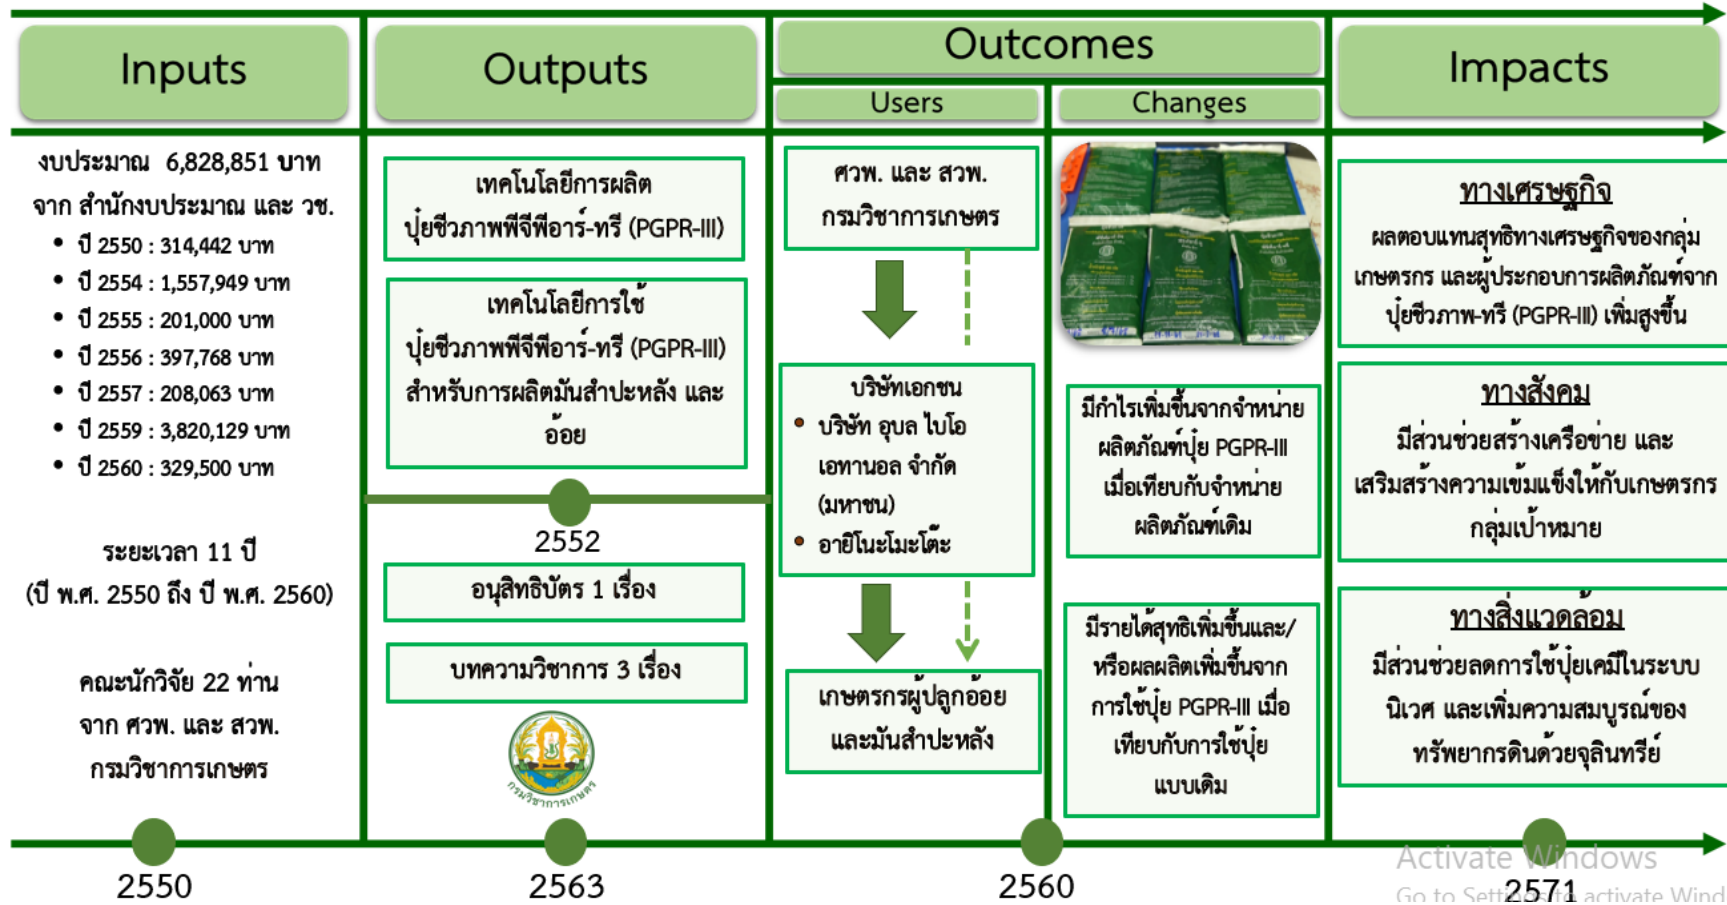 Inputs
Outputs
Outcomes
Users
Changes
Impacts
งบประมาณ 6,828,851 บาท
จาก สำนักงบประมาณ และ วช.
• ปี 2550 : 314,442 บาท
• ปี 2554 : 1,557,949 บาท
• ปี 2555 : 201,000 บาท
• ปี 2556 : 397,768 บาท
• ปี 2557 : 208,063 บาท
• ปี 2559 : 3,820,129 บาท
• ปี 2560 : 329,500 บาท
ระยะเวลา 11 ปี
(ปี พ.ศ. 2550 ถึง ปี พ.ศ. 2560)
คณะนักวิจัย 22 ท่าน
จาก ศวพ. และ สวพ.
กรมวิชาการเกษตร
เทคโนโลยีการผลิต
ปุ๋ยชีวภาพพีจีพีอาร์-ทรี (PGPR-III)
เทคโนโลยีการใช้
ปุ๋ยชีวภาพพีจีพีอาร์-ทรี (PGPR-III)
สำหรับการผลิตมันสำปะหลัง และ
อ้อย
2552
อนุสิทธิบัตร 1 เรื่อง
บทความวิชาการ 3 เรื่อง
กรมวิชาการเกษตร
ศวพ. และ สวพ.
กรมวิชาการเกษตร
บริษัทเอกชน
• บริษัท อุบล ไบโอ
เอทานอล จำกัด
(มหาชน)
• อายิโนะโมะโต๊ะ
เกษตรกรผู้ปลูกอ้อย
และมันสำปะหลัง
มีกำไรเพิ่มขึ้นจากจำหน่าย
ผลิตภัณฑ์ปุ๋ย PGPR-III
เมื่อเทียบกับจำหน่าย
ผลิตภัณฑ์เดิม
มีรายได้สุทธิเพิ่มขึ้นและ/
หรือผลผลิตเพิ่มขึ้นจาก
การใช้ปุ๋ย PGPR-III เมื่อ
เทียบกับการใช้ปุ๋ย
แบบเดิม
ทางเศรษฐกิจ
ผลตอบแทนสุทธิทางเศรษฐกิจของกลุ่ม
เกษตรกร และผู้ประกอบการผลิตภัณฑ์จาก
ปุ๋ยชีวภาพ-ทรี (PGPR-III) เพิ่มสูงขึ้น
ทางสังคม
มีส่วนช่วยสร้างเครือข่าย และ
เสริมสร้างความเข้มแข็งให้กับเกษตรกร
กลุ่มเป้าหมาย
ทางสิ่งแวดล้อม
มีส่วนช่วยลดการใช้ปุ๋ยเคมีในระบบ
นิเวศ และเพิ่มความสมบูรณ์ของ
ทรัพยากรดินด้วยจุลินทรีย์
2550
2563
2560
2571
Activate Windows
Go to Settings to activate Wind